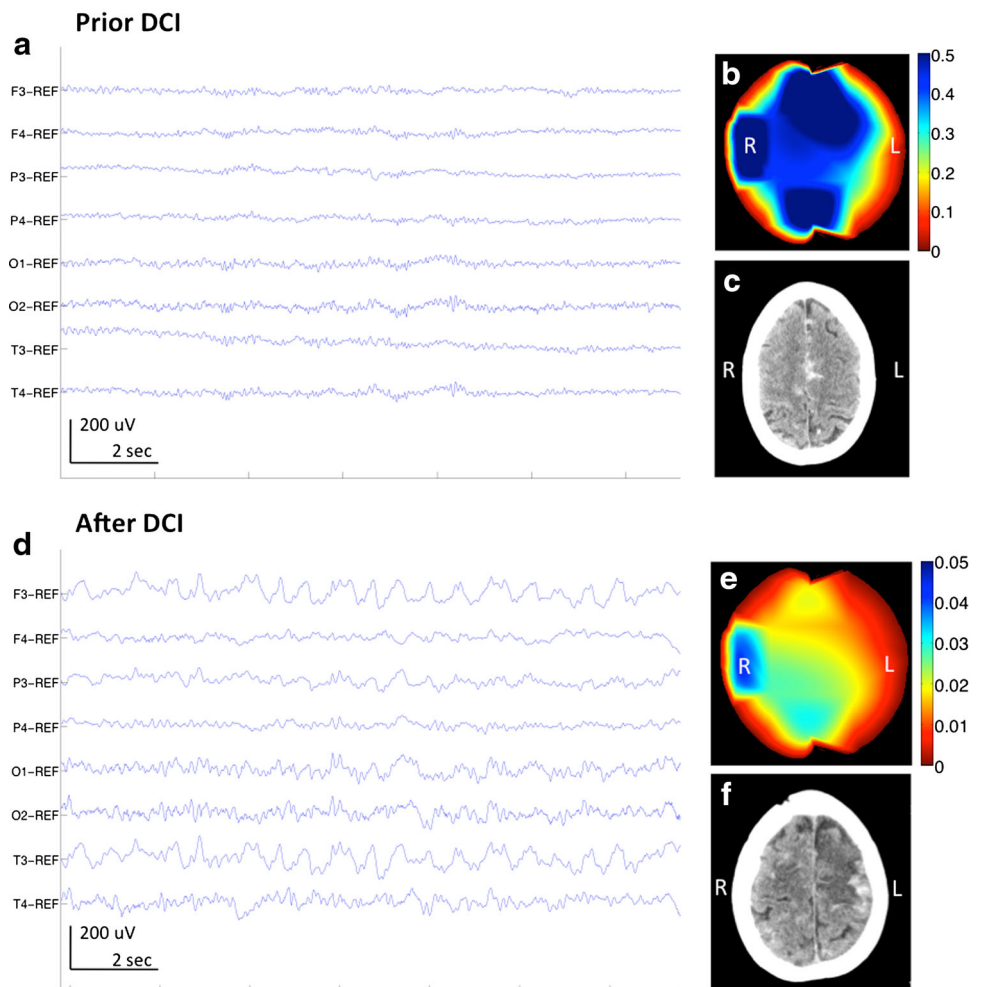 Prior DCI
a
F3-REF
F4-REF
P3-REF
P4-REF
O1-REF
O2-REF
T3-REF
T4-REF
200 uV
2 sec
b
R
L
0.5
0.4
0.3
0.2
0.1
0
c
R
L
After DCI
d
F3-REF
F4-REF
P3-REF
P4-REF
O1-REF
O2-REF
T3-REF
T4-REF
200 uV
2 sec
e
R
L
0.05
0.04
0.03
0.02
0.01
0
f
R
L